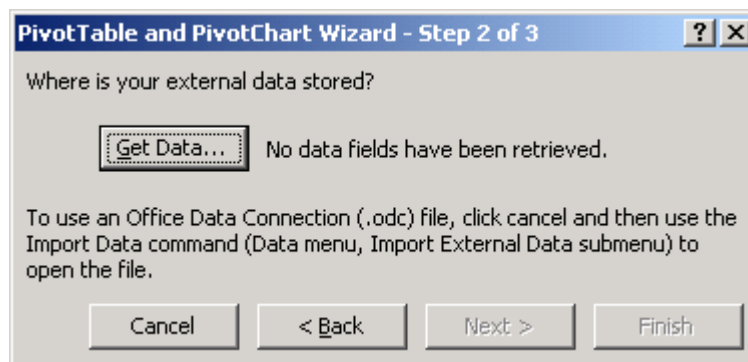 PivotTable and PivotChart Wizard - Step 2 of 3
Where is your external data stored?
Get Data... No data fields have been retrieved.
To use an Office Data Connection (.odc) file, click cancel and then use the
Import Data command (Data menu, Import External Data submenu) to
open the file.
Cancel < Back Next > Finish